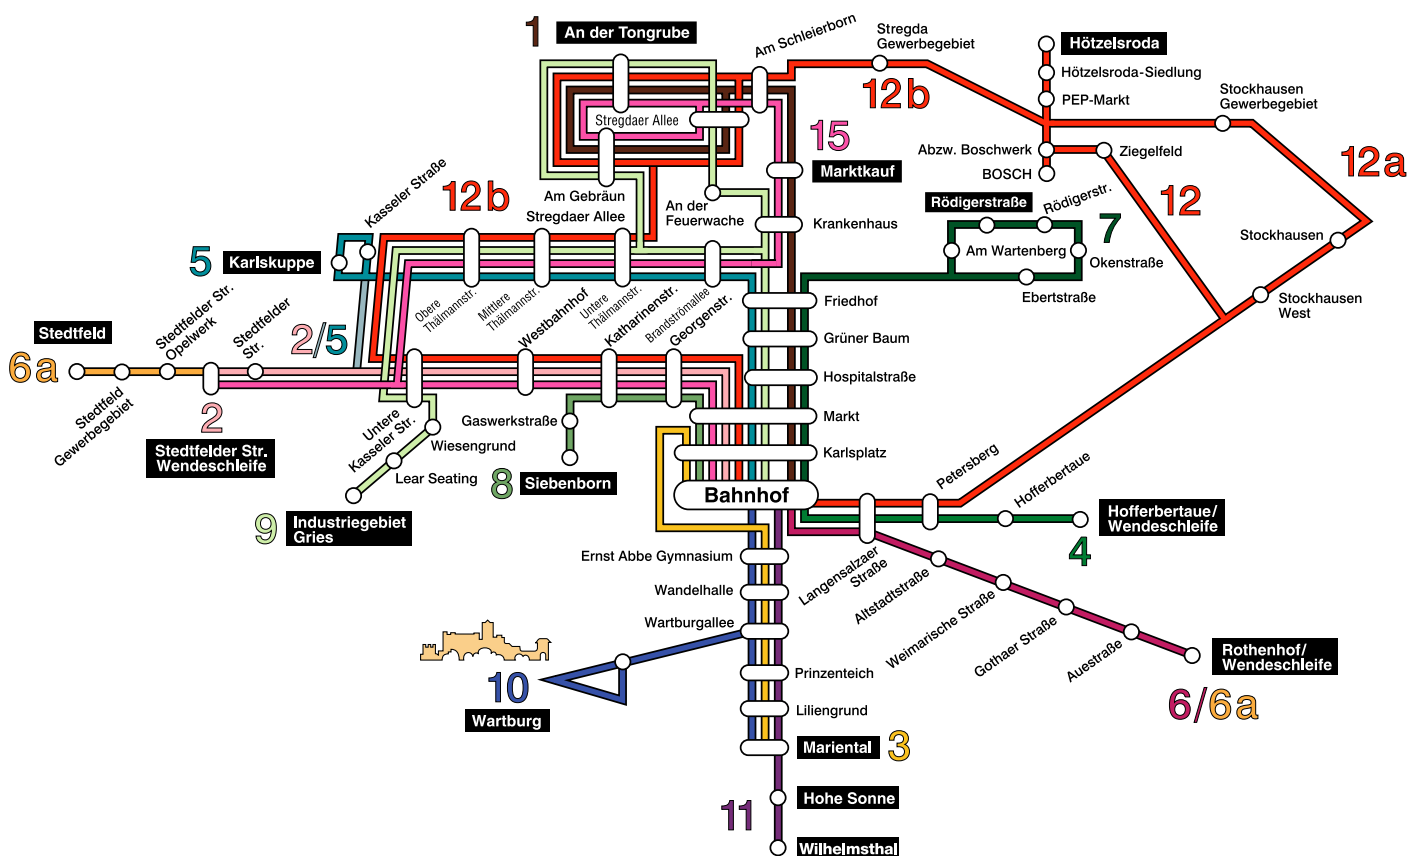 1
An der Tongrube
Am Schleierborn
Stregda
Gewerbegebiet
Hötzelsroda
Hötzelsroda-Siedlung
PEP-Markt
12b
Stockhausen
Gewerbegebiet
Stregdaer Allee
15
Abzw. Boschwerk
Ziegelfeld
BOSCH
12a
12
Marktkauf
Kasseler Straße
12b
Am Gebräun
Stregdaer Allee
An der
Feuerwache
Krankenhaus
Rödigerstraße
Rödigerstr.
7
Am Wartenberg
Okenstraße
Ebertstraße
Stockhausen
Stockhausen
West
5
Karlskuppe
Obere
Thälmannstr.
Mittlere
Thälmannstr.
Westbahnhof
Untere
Thälmannstr.
Katharinenstr.
Brandströmallee
Georgenstr.
Friedhof
Grüner Baum
Hospitalstraße
Markt
Karlsplatz
Stedtfeld
6a
Stedtfelder Str.
Opelwerk
Stedtfelder
Str.
2/5
Stedtfeld
Gewerbegebiet
2
Stedtfelder Str.
Wendeschleife
Untere
Kasseler Str.
Wiesengrund
Lear Seating
9
Industriegebiet
Gries
Gaswerkstraße
8
Siebenborn
Bahnhof
Petersberg
Hofferbertaue
Hofferbertaue/
Wendeschleife
4
Langensalzaer
Straße
Altstadtstraße
Weimarische Straße
Gothaer Straße
Auestraße
Rothenhof/
Wendeschleife
6/6a
Ernst Abbe Gymnasium
Wandelhalle
Wartburgallee
10
Wartburg
Prinzenteich
Liliengrund
Mariental
3
11
Hohe Sonne
Wilhelmsthal